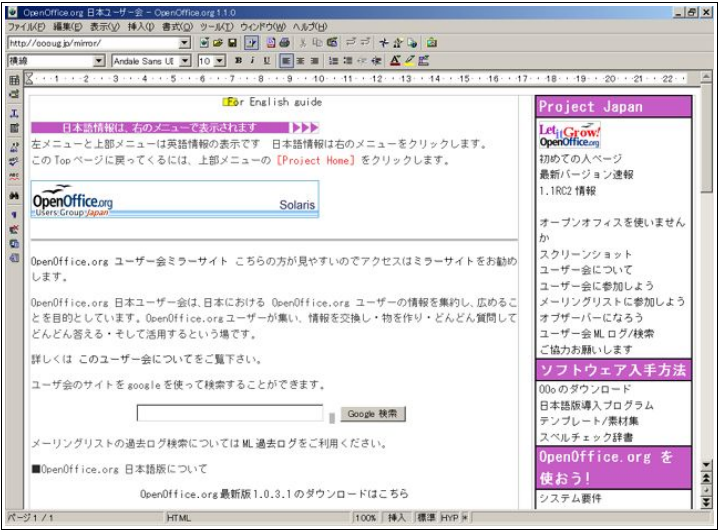 OpenOffice.org 日本ユーザー会 - OpenOffice.org 1.1.0
ファイル(F) 編集(E) 表示(V) 挿入(I) 書式(O) ツール(T) ウィンドウ(W) ヘルプ(H)
http://oooug.jp/mirror/
横線 Andale Sans UI 10 B i U
1 2 3 4 5 6 7 8 9 10 11 12 13 14 15 16 17 18 19 20 21 22
For English guide
日本語情報は、右のメニューで表示されます
左メニューと上部メニューは英語情報の表示です 日本語情報は右のメニューをクリックします。
この Top ページに戻ってくるには、上部メニューの [Project Home] をクリックします。
OpenOffice.org
Users Group Japan
Solaris
OpenOffice.org ユーザー会ミラーサイト こちらの方が見やすいのでアクセスはミラーサイトをお勧め
します。
OpenOffice.org 日本ユーザー会は、日本における OpenOffice.org ユーザーの情報を集約し、広めるこ
とを目的としています。OpenOffice.org ユーザーが集い、情報を交換し・物を作り・どんどん質問して
どんどん答える・そして活用するという場です。
詳しくは このユーザー会についてをご覧下さい。
ユーザ会のサイトを google を使って検索することができます。
Google 検索
メーリングリストの過去ログ検索については ML 過去ログをご利用ください。
■OpenOffice.org 日本語版について
OpenOffice.org 最新版1.0.3.1のダウンロードはこちら
Project Japan
Let it Grow!
OpenOffice.org
初めての人ページ
最新バージョン速報
1.1RC2 情報
オープンオフィスを使いません
か
スクリーンショット
ユーザー会について
ユーザー会に参加しよう
メーリングリストに参加しよう
オブザーバーになろう
ユーザー会 ML ログ/検索
ご協力お願いします
ソフトウェア入手方法
OOo のダウンロード
日本語版導入プログラム
テンプレート/素材集
スペルチェック辞書
OpenOffice.org を
使おう!
システム要件
ページ 1 / 1 HTML 100% 挿入 標準 HYP *